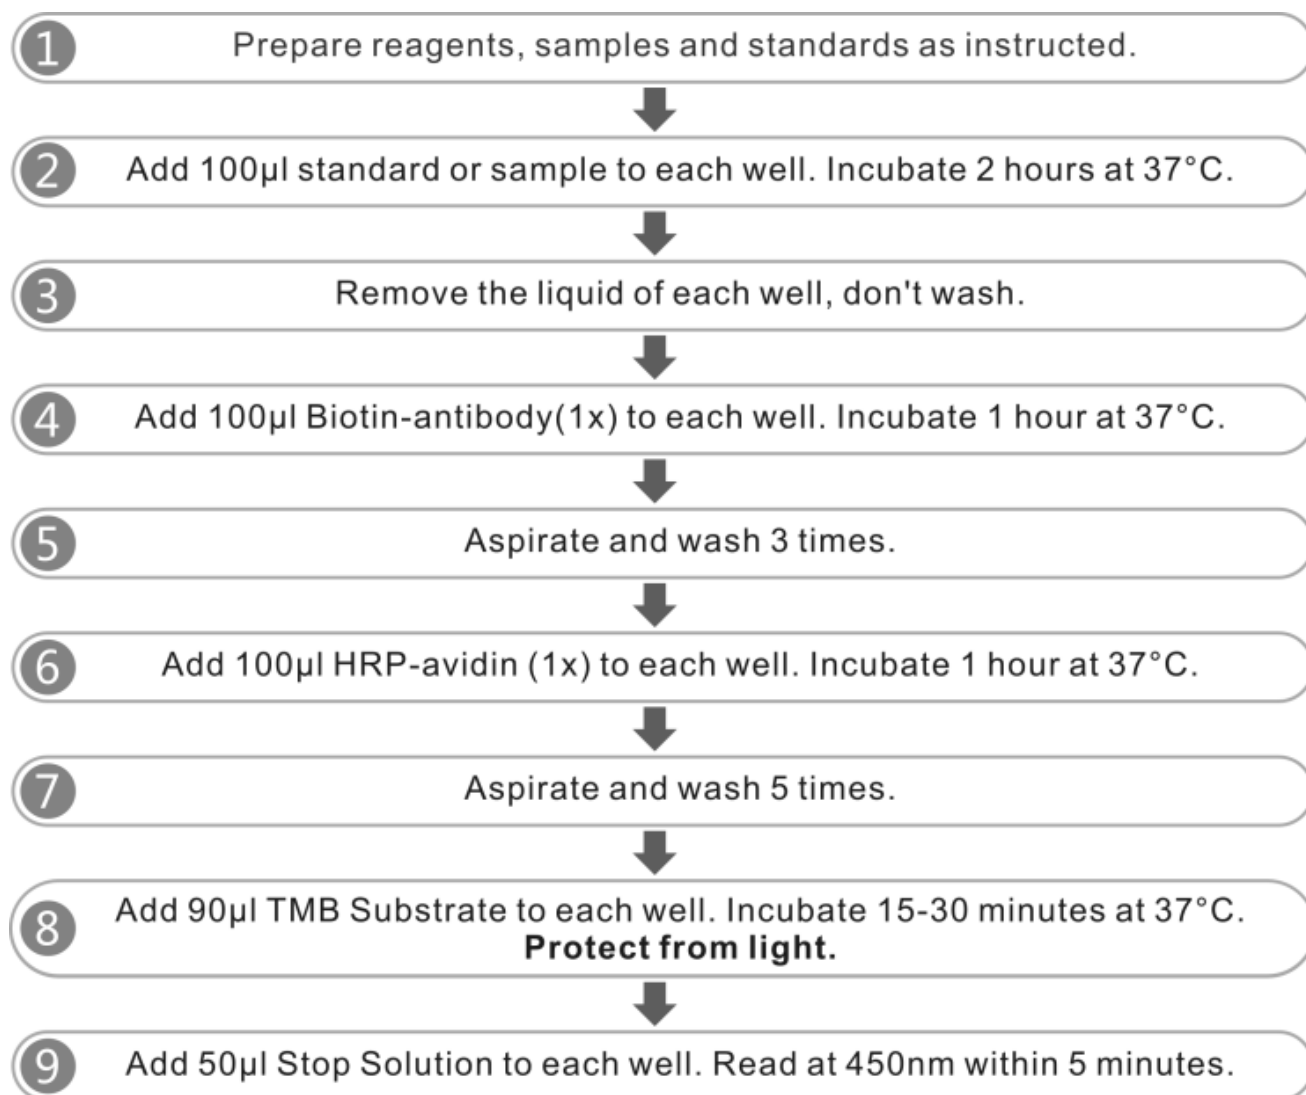 1 Prepare reagents, samples and standards as instructed.
2 Add 100µl standard or sample to each well. Incubate 2 hours at 37°C.
3 Remove the liquid of each well, don't wash.
4 Add 100µl Biotin-antibody(1x) to each well. Incubate 1 hour at 37°C.
5 Aspirate and wash 3 times.
6 Add 100µl HRP-avidin (1x) to each well. Incubate 1 hour at 37°C.
7 Aspirate and wash 5 times.
8 Add 90µl TMB Substrate to each well. Incubate 15-30 minutes at 37°C.
Protect from light.
9 Add 50µl Stop Solution to each well. Read at 450nm within 5 minutes.